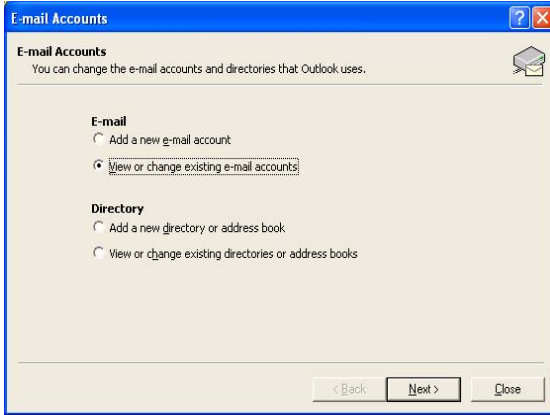 E-mail Accounts
E-mail Accounts
You can change the e-mail accounts and directories that Outlook uses.
E-mail
Add a new e-mail account
View or change existing e-mail accounts
Directory
Add a new directory or address book
View or change existing directories or address books
< Back
Next >
Close